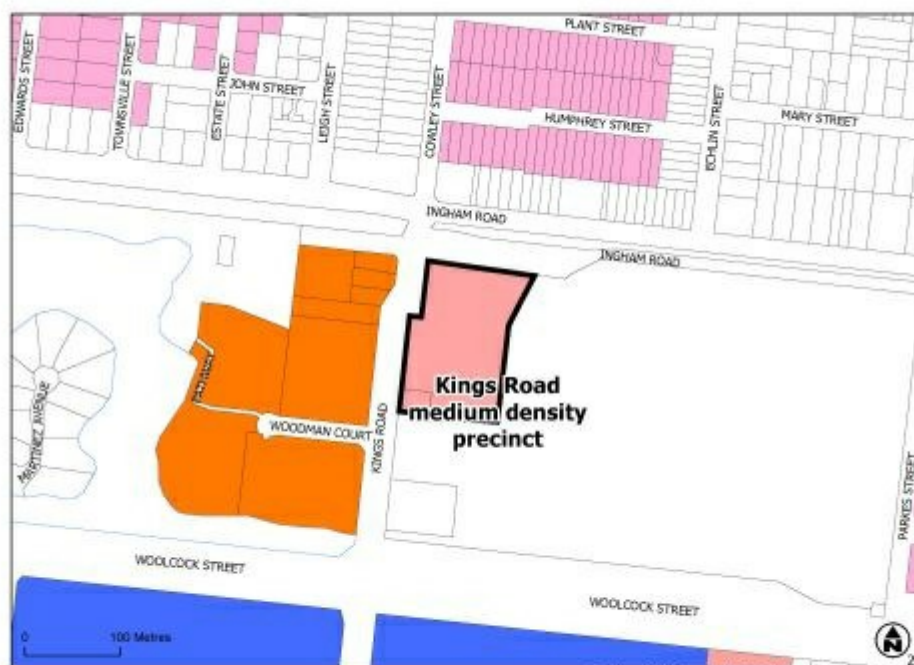 PLANT STREET
EDWARDS STREET
TOWNSVILLE STREET
ESTATE STREET
JOHN STREET
LEIGH STREET
COWLEY STREET
HUMPHREY STREET
ECHLIN STREET
MARY STREET
INGHAM ROAD
INGHAM ROAD
Kings Road
medium density
precinct
WOODMAN COURT
KINGS ROAD
MARTINEZ AVENUE
PARKES STREET
WOOLCOCK STREET
WOOLCOCK STREET
0 100 Metres
N